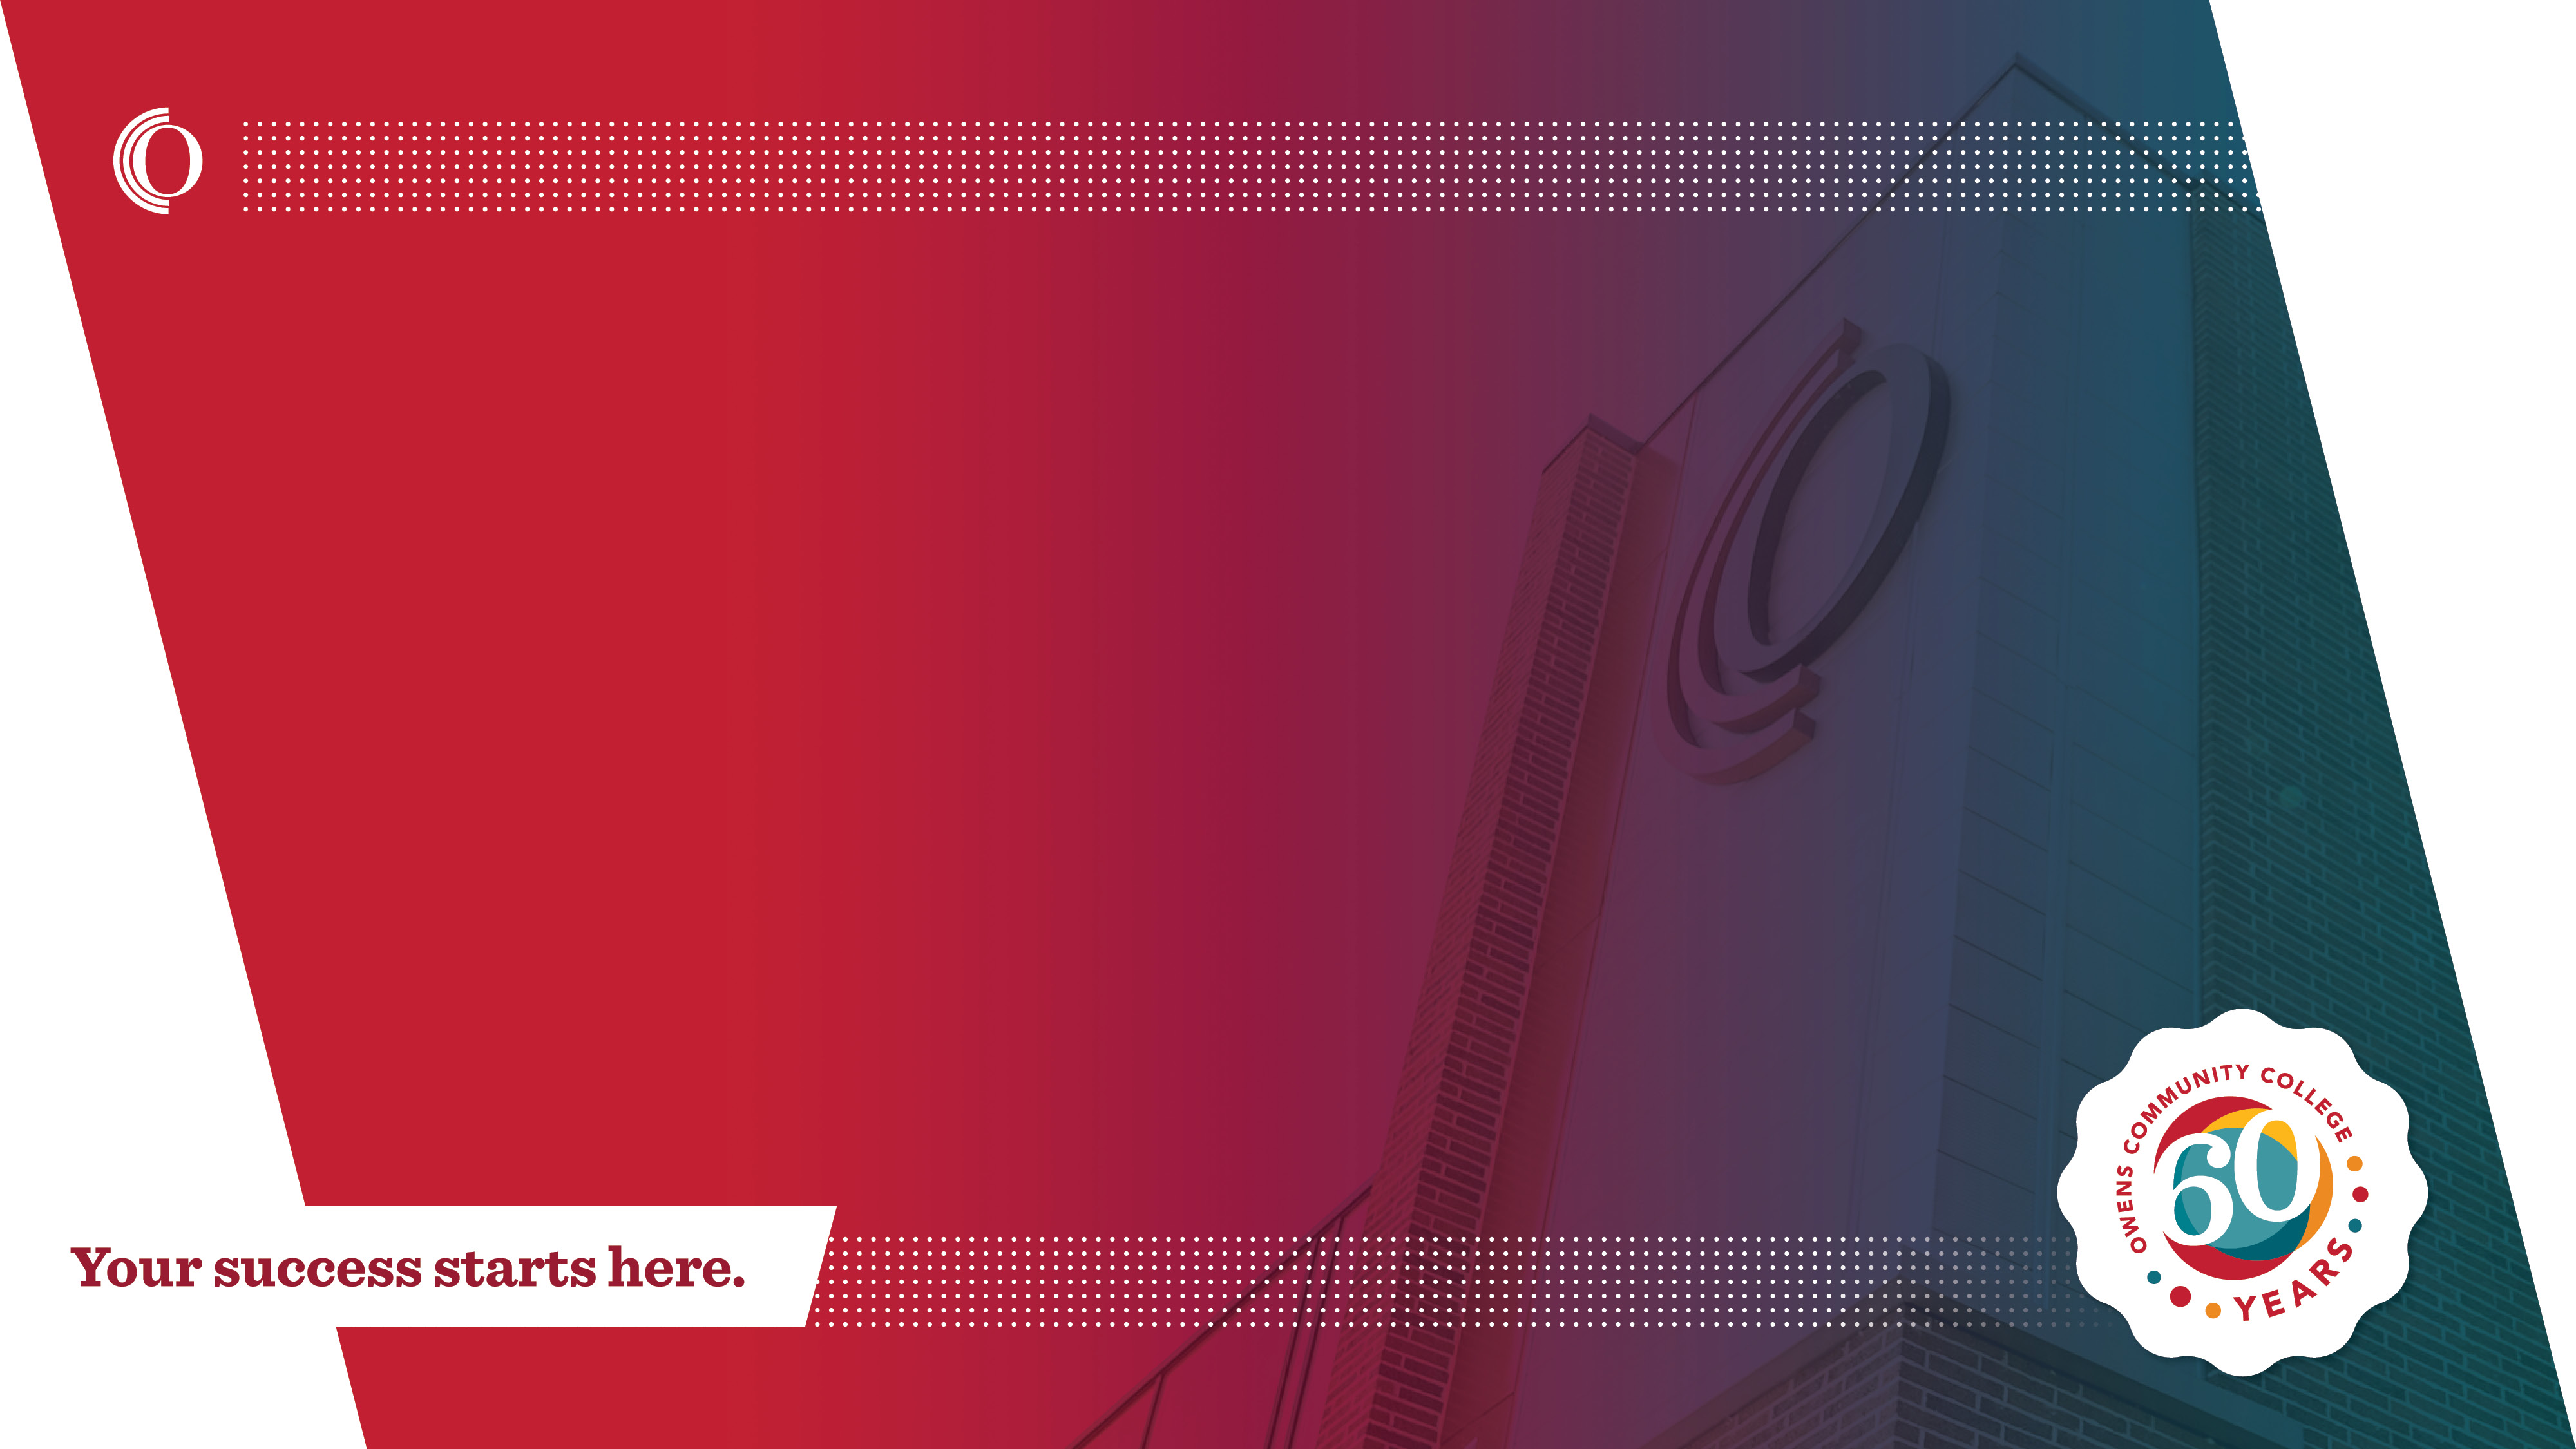 Your success starts here.
OWENS COMMUNITY COLLEGE
60
YEARS